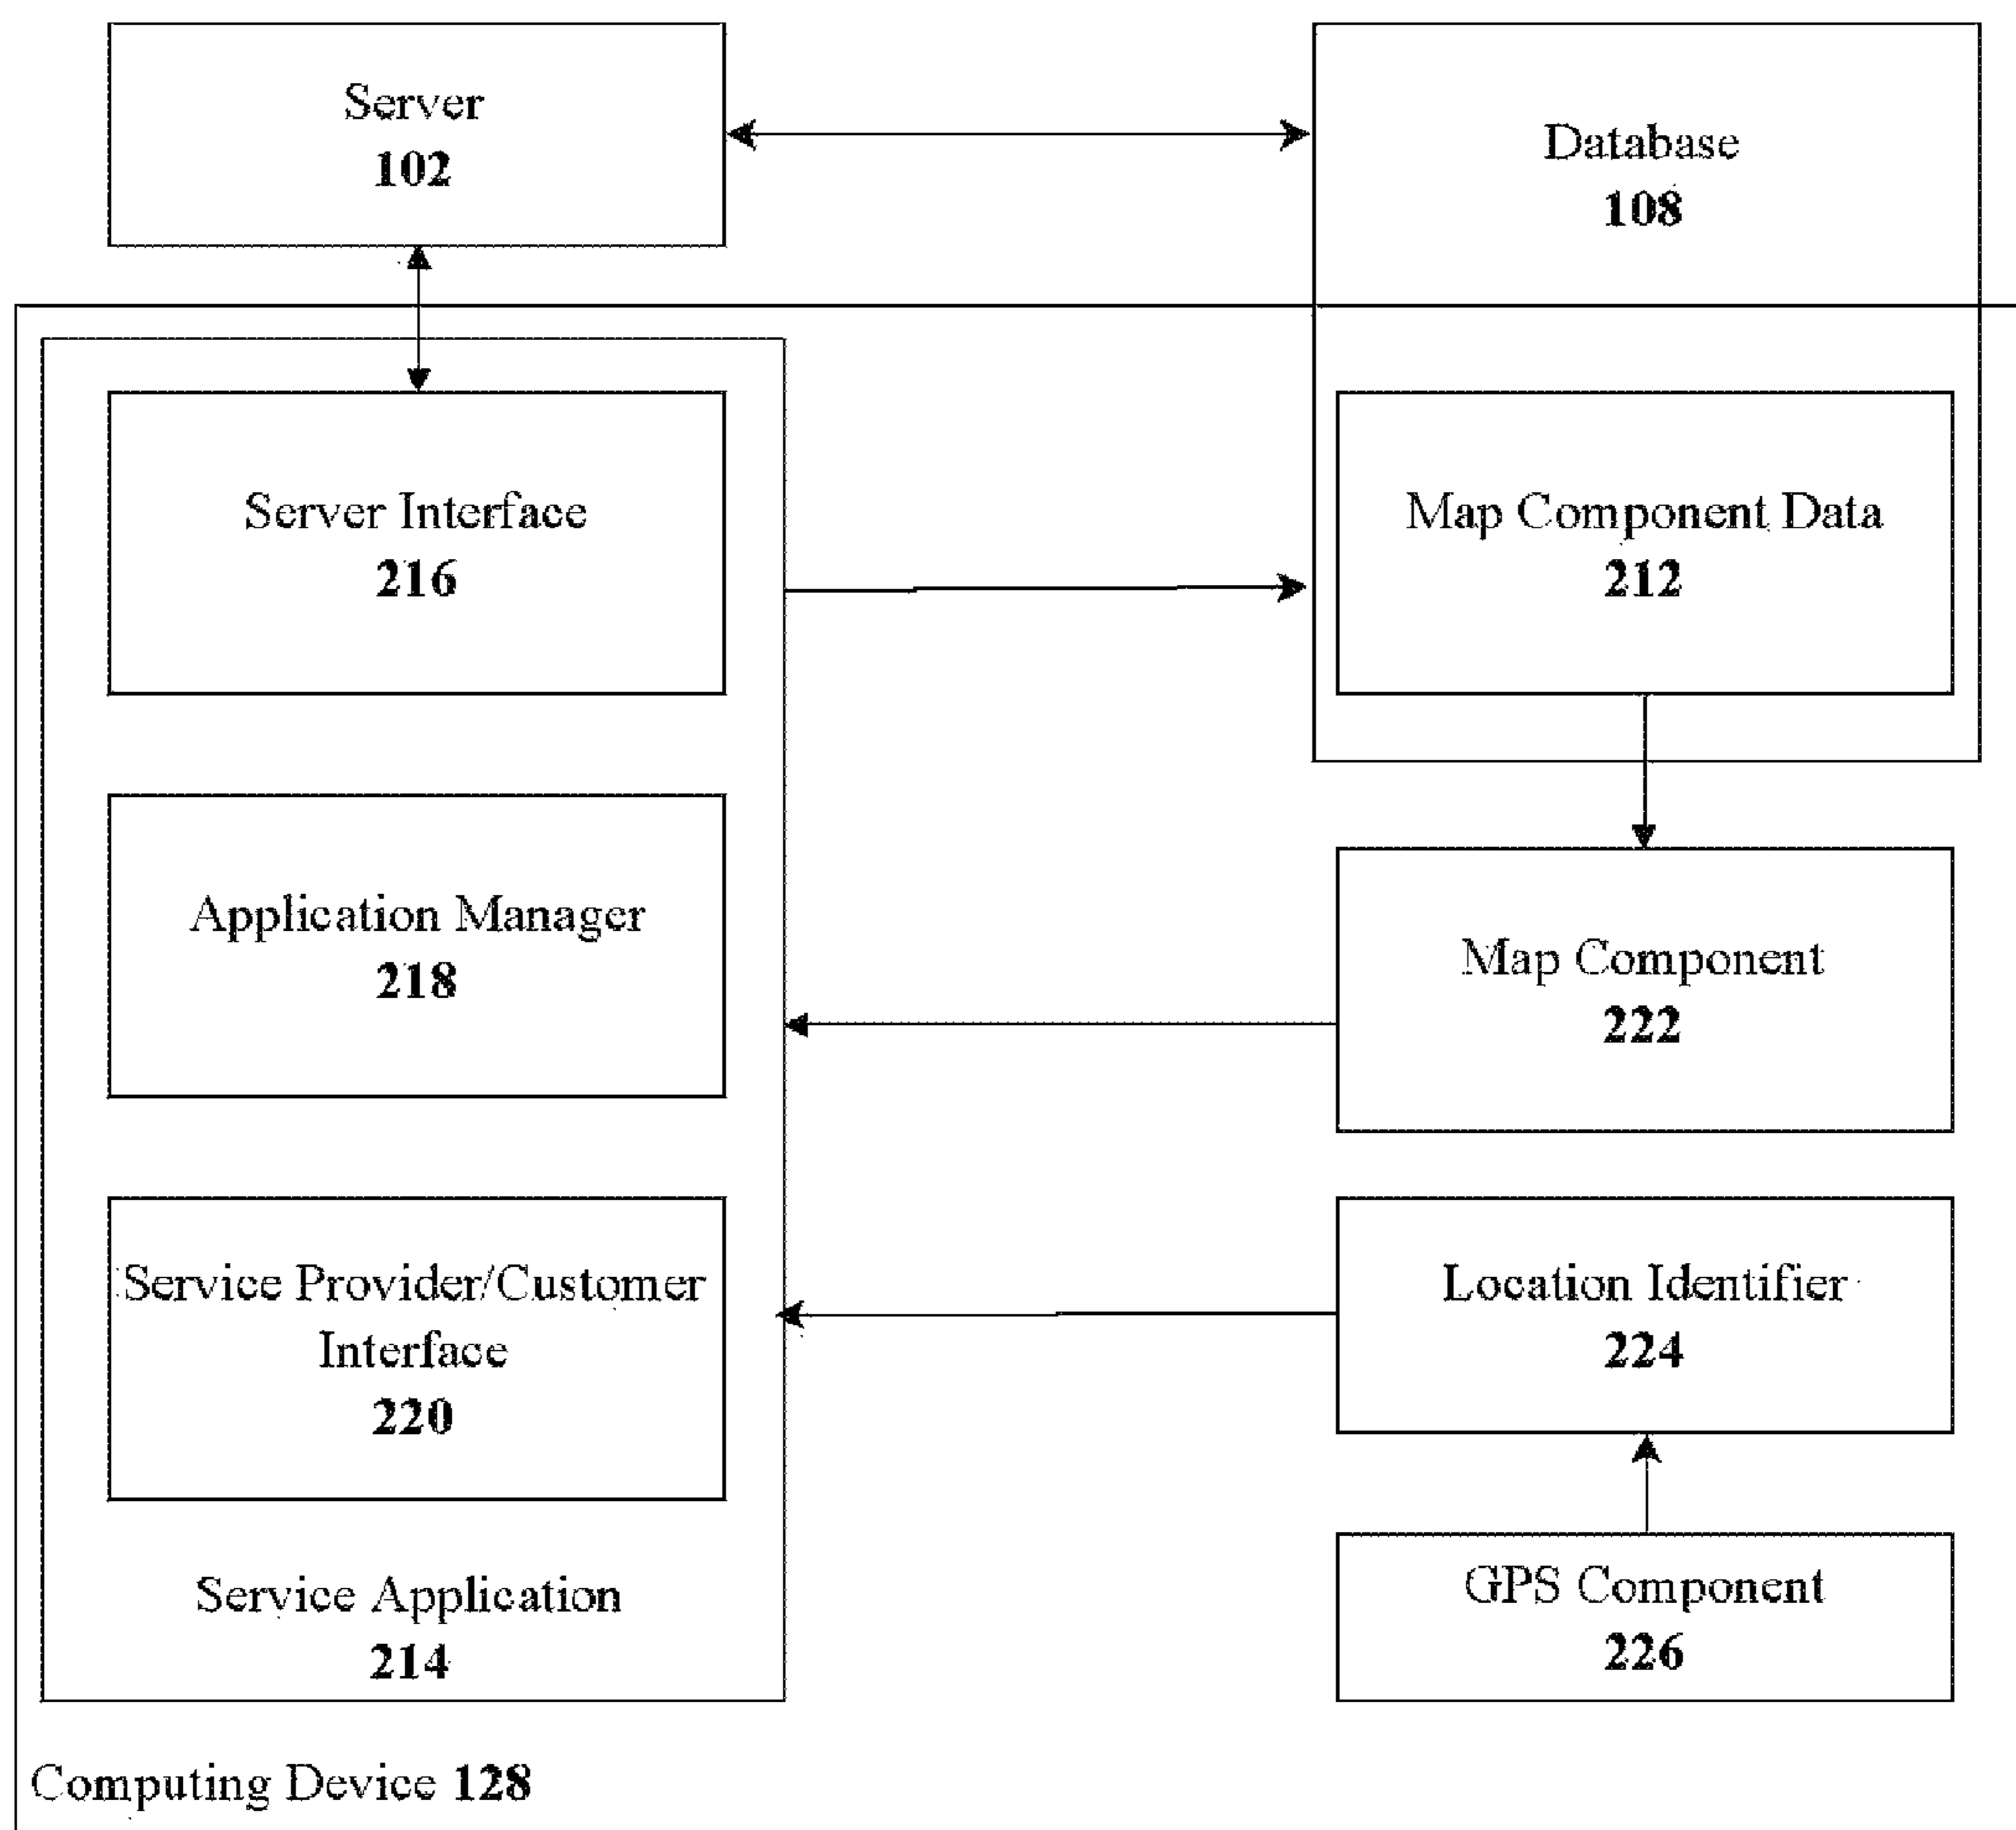 Server
102
Database
108
Server Interface
216
Map Component Data
212
Application Manager
218
Map Component
222
Service Provider/Customer
Interface
220
Location Identifier
224
Service Application
214
GPS Component
226
Computing Device 128